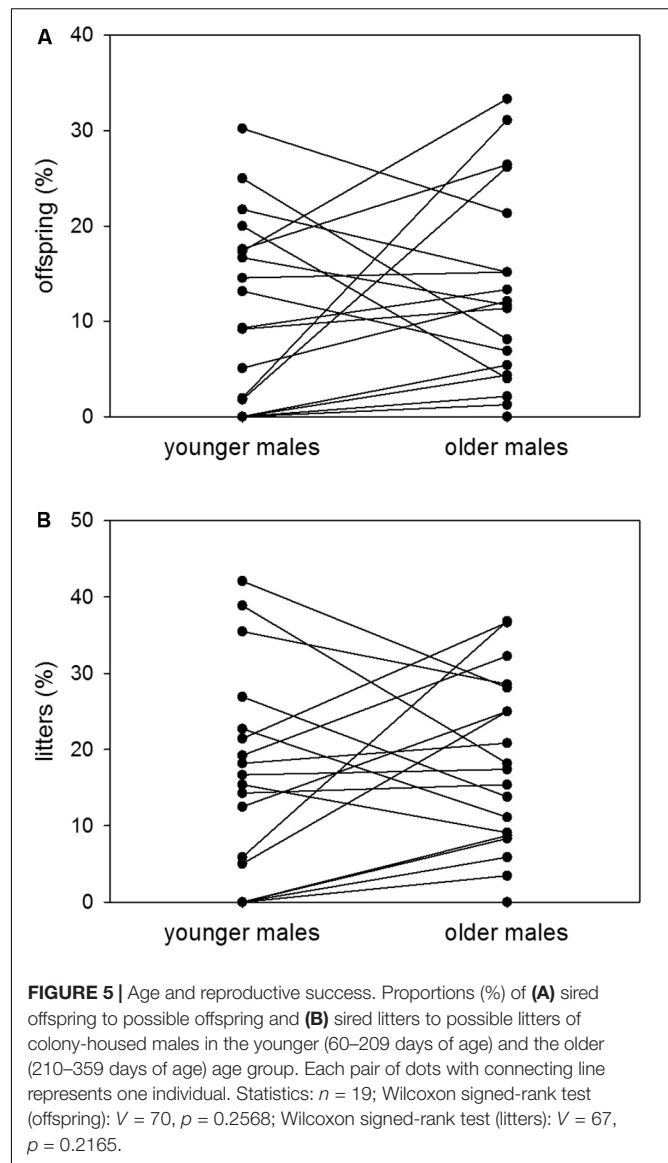 A
40
30
20
10
0
offspring (%)
younger males
older males
B
50
40
30
20
10
0
litters (%)
younger males
older males
FIGURE 5 | Age and reproductive success. Proportions (%) of (A) sired
offspring to possible offspring and (B) sired litters to possible litters of
colony-housed males in the younger (60–209 days of age) and the older
(210–359 days of age) age group. Each pair of dots with connecting line
represents one individual. Statistics: n = 19; Wilcoxon signed-rank test
(offspring): V = 70, p = 0.2568; Wilcoxon signed-rank test (litters): V = 67,
p = 0.2165.